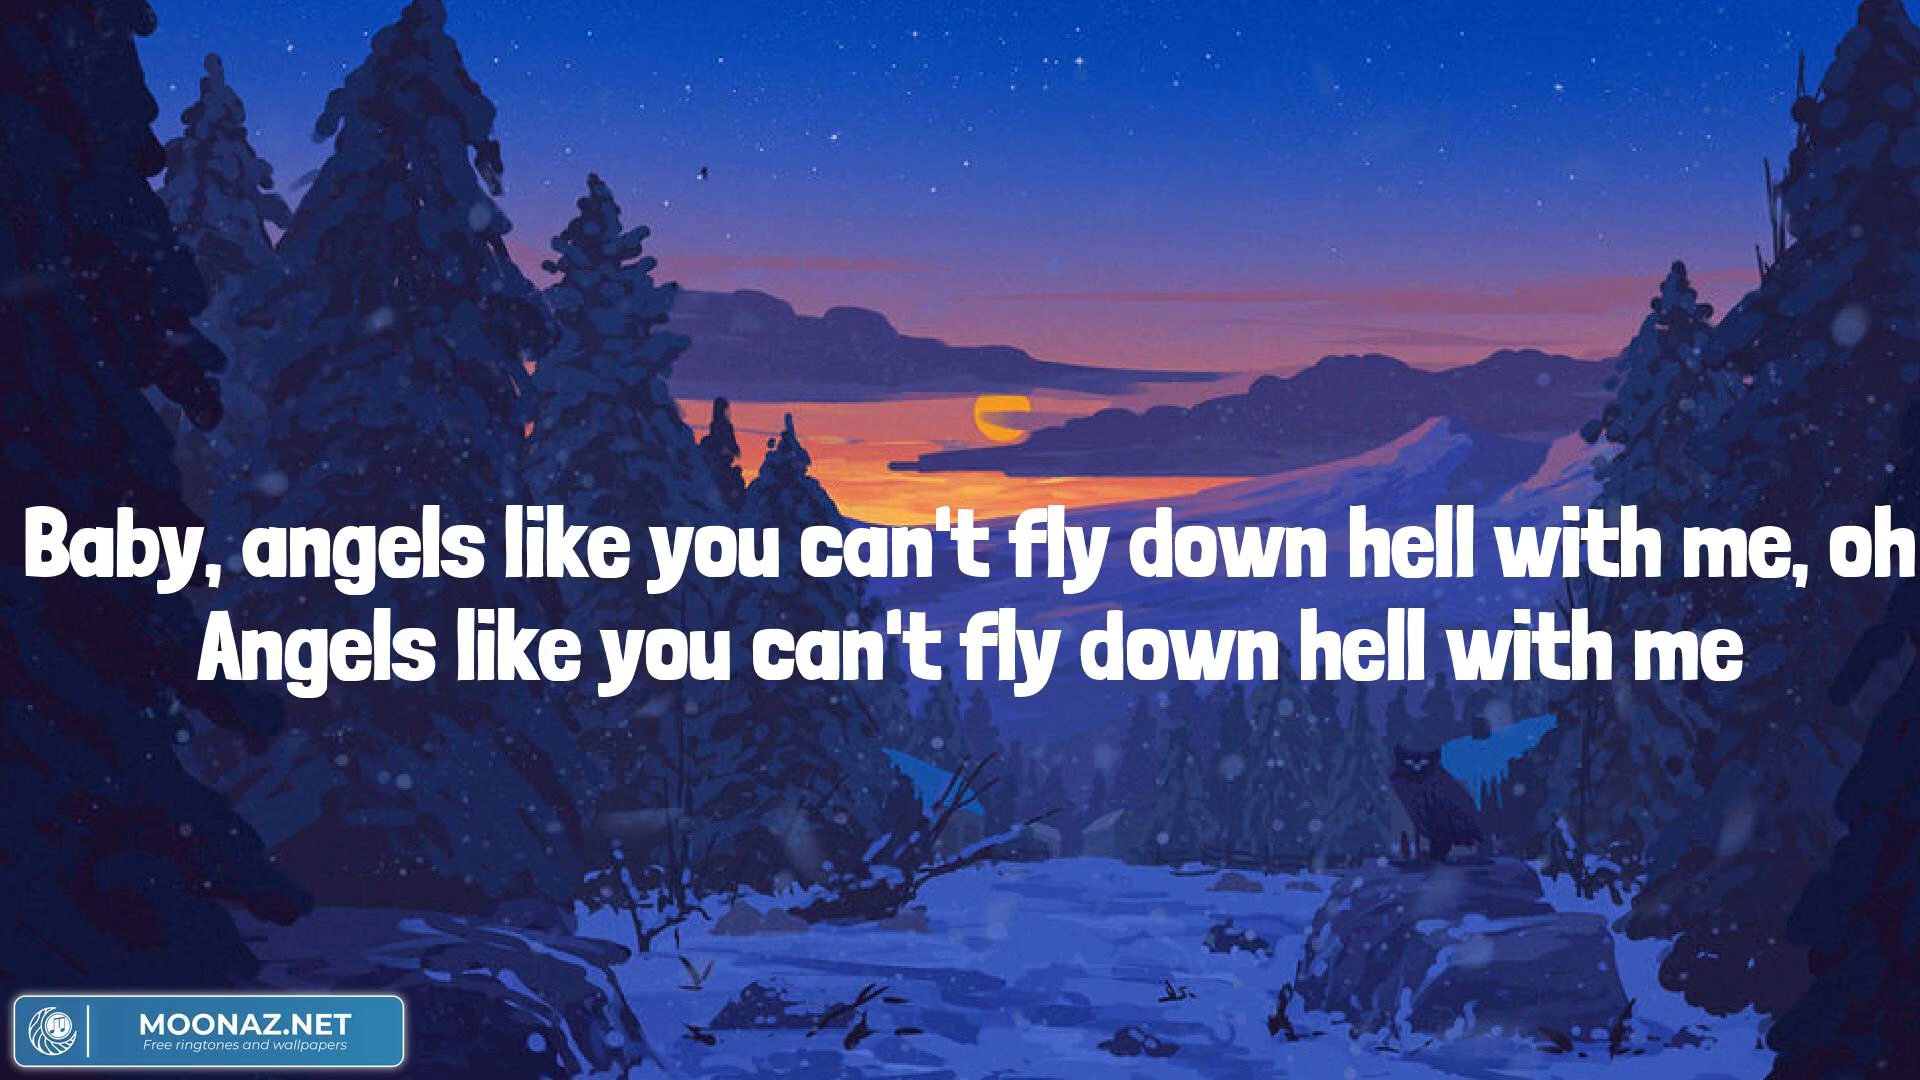 Baby, angels like you can't fly down hell with me, oh
Angels like you can't fly down hell with me
MOONAZ.NET
Free ringtones and wallpapers